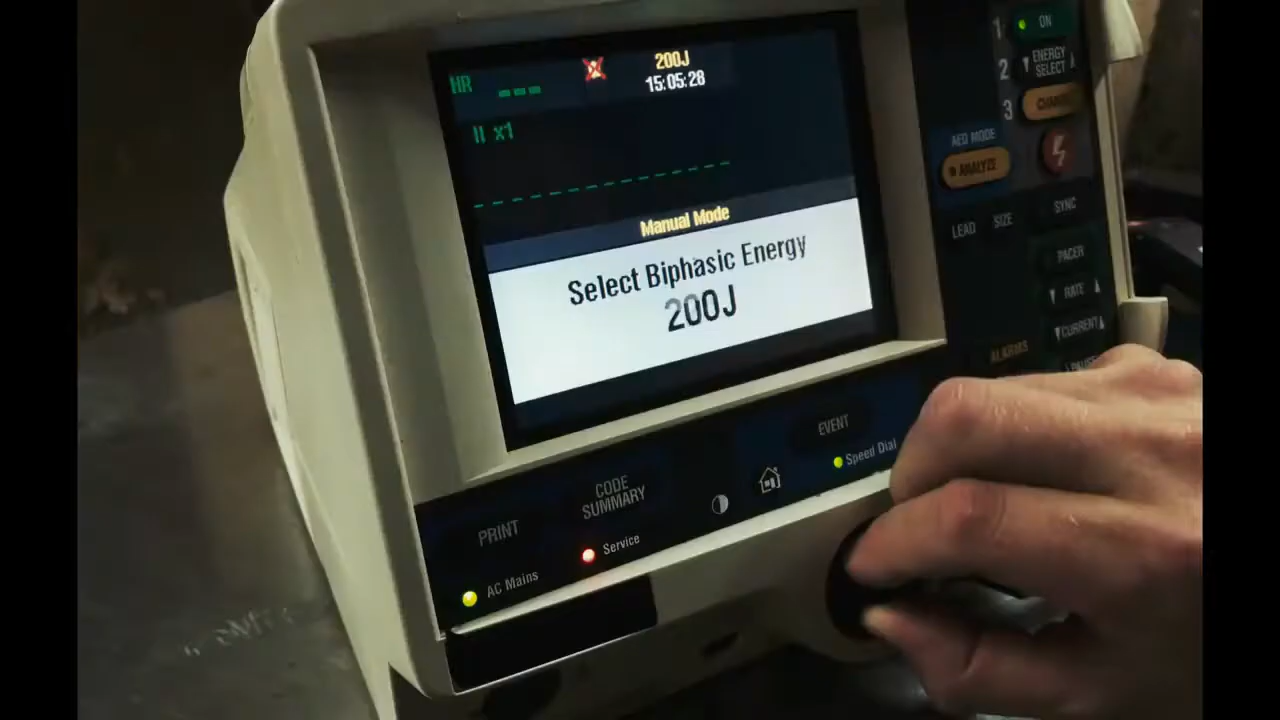 HR ---
200J
15:05:28
II x1
Manual Mode
Select Biphasic Energy
200J
1 ON
2 ENERGY
SELECT
3 CHARGE
AED MODE
ANALYZE
LEAD SIZE SYNC
PACER
RATE
CURRENT
ALARMS
EVENT
Speed Dial
CODE
SUMMARY
PRINT
Service
AC Mains